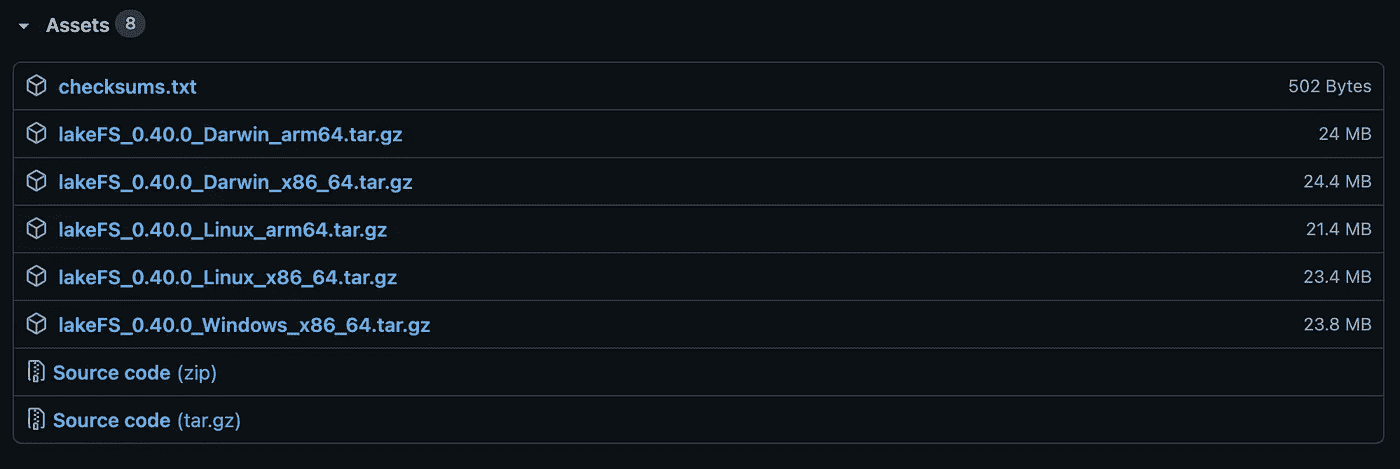 Assets 8
checksums.txt 502 Bytes
lakeFS_0.40.0_Darwin_arm64.tar.gz 24 MB
lakeFS_0.40.0_Darwin_x86_64.tar.gz 24.4 MB
lakeFS_0.40.0_Linux_arm64.tar.gz 21.4 MB
lakeFS_0.40.0_Linux_x86_64.tar.gz 23.4 MB
lakeFS_0.40.0_Windows_x86_64.tar.gz 23.8 MB
Source code (zip)
Source code (tar.gz)